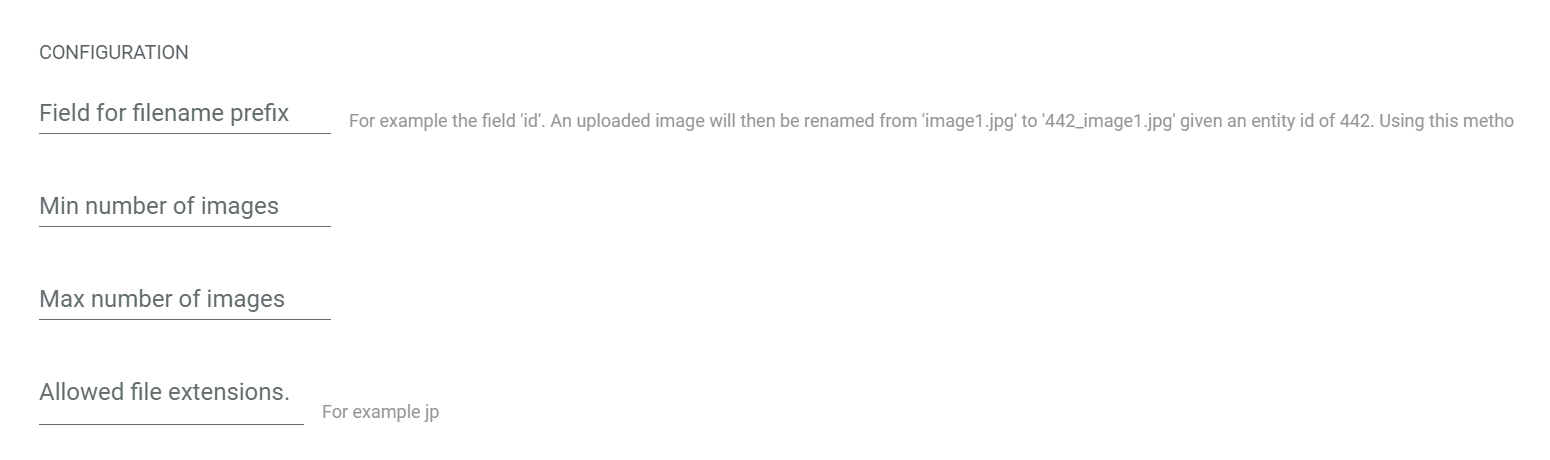 CONFIGURATION
Field for filename prefix For example the field 'id'. An uploaded image will then be renamed from 'image1.jpg' to '442_image1.jpg' given an entity id of 442. Using this metho
Min number of images
Max number of images
Allowed file extensions. For example jp